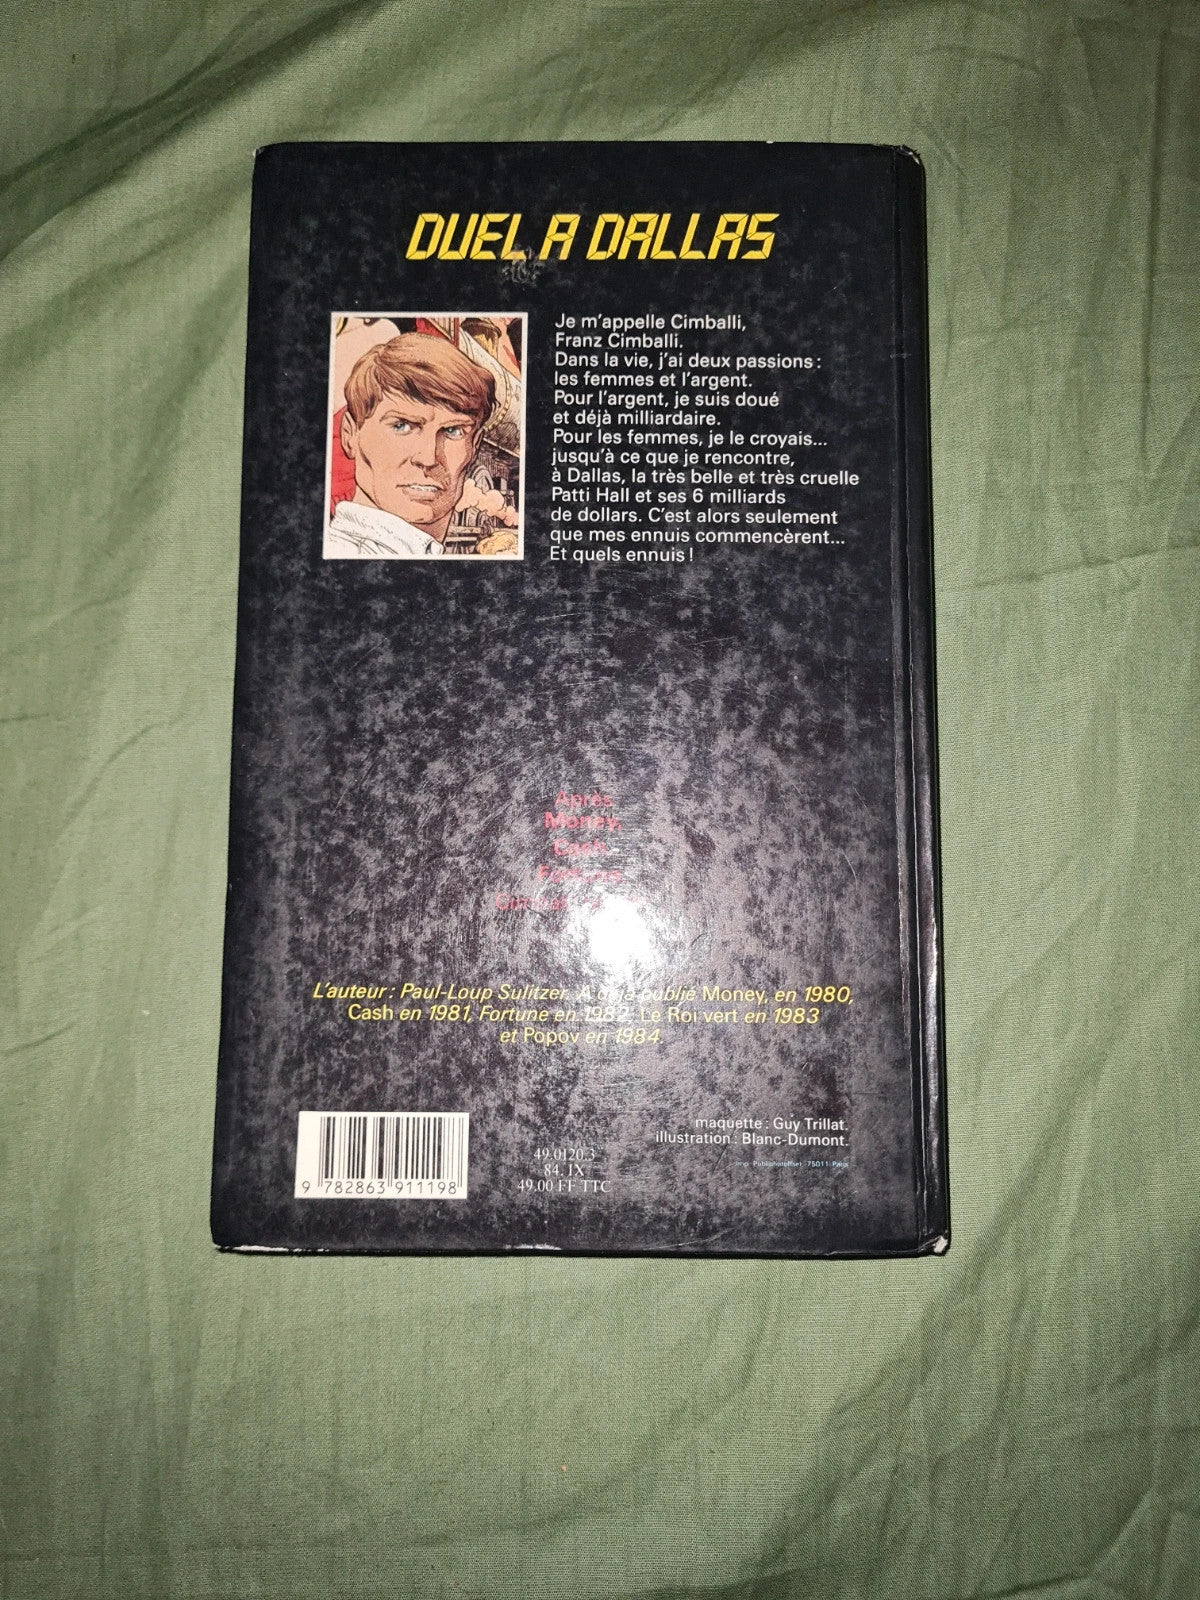 DUEL A DALLAS
Je m'appelle Cimballi,
Franz Cimballi.
Dans la vie, j'ai deux passions :
les femmes et l'argent.
Pour l'argent, je suis doué
et déjà milliardaire.
Pour les femmes, je le croyais...
jusqu'à ce que je rencontre,
à Dallas, la très belle et très cruelle
Patti Hall et ses 6 milliards
de dollars. C'est alors seulement
que mes ennuis commencèrent...
Et quels ennuis !
Après
Money,
Cash
Fortune
L'auteur : Paul-Loup Sulitzer. A déjà publié Money, en 1980,
Cash en 1981, Fortune en 1982, Le Roi vert en 1983
et Popov en 1984.
maquette : Guy Trillat.
illustration : Blanc-Dumont.
Imp. Publiphotoffset 75011 Paris
49.0120.3
84. IX
49.00 FF TTC
9 782863 911198